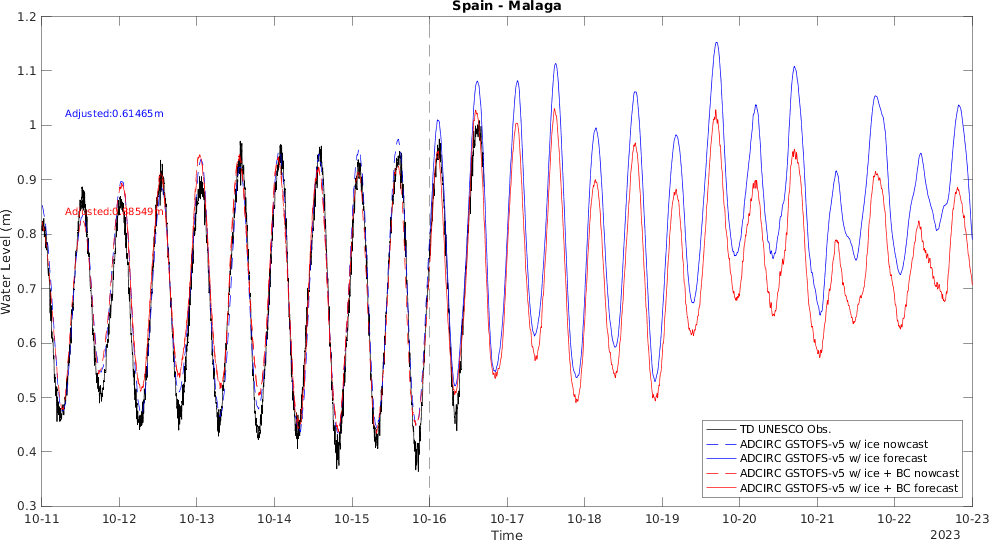 Spain - Malaga
1.2
1.1
1
0.9
0.8
0.7
0.6
0.5
0.4
0.3
Water Level (m)
Adjusted:0.61465m
TD UNESCO Obs.
ADCIRC GSTOFS-v5 w/ ice nowcast
ADCIRC GSTOFS-v5 w/ ice forecast
ADCIRC GSTOFS-v5 w/ ice + BC nowcast
ADCIRC GSTOFS-v5 w/ ice + BC forecast
10-11 10-12 10-13 10-14 10-15 10-16 10-17 10-18 10-19 10-20 10-21 10-22 10-23
Time
2023